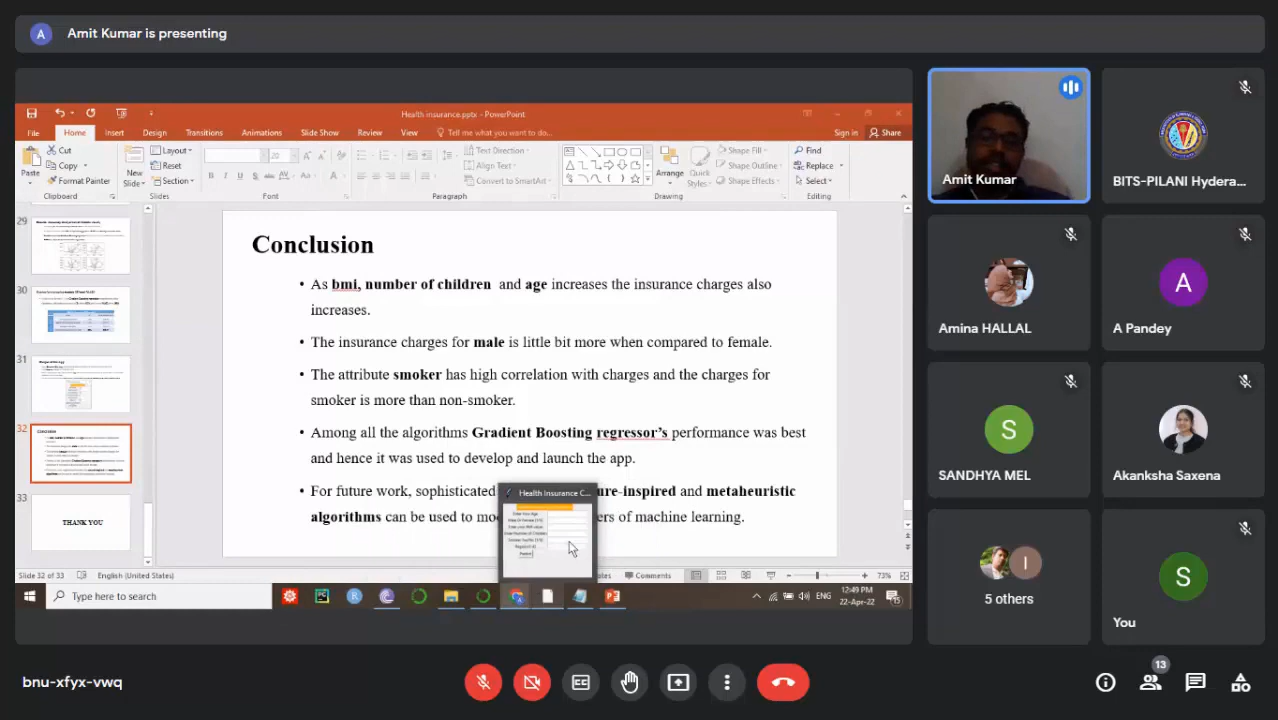 A
Amit Kumar is presenting
Health insurance.pptx - PowerPoint
File Home Insert Design Transitions Animations Slide Show Review View Tell me what you want to do... Sign in Share
Cut
Copy
Format Painter
Paste
New
Slide
Layout
Reset
Section
20
Text Direction
Align Text
Convert to SmartArt
Arrange
Quick
Styles
Shape Fill
Shape Outline
Shape Effects
Find
Replace
Select
Clipboard Slides Font Paragraph Drawing Editing
29
30
31
32
33
THANK YOU
Conclusion
• As bmi, number of children and age increases the insurance charges also
increases.
• The insurance charges for male is little bit more when compared to female.
• The attribute smoker has high correlation with charges and the charges for
smoker is more than non-smoker.
• Among all the algorithms Gradient Boosting regressor's performance was best
and hence it was used to develop and launch the app.
• For future work, sophisticated ure-inspired and metaheuristic
algorithms can be used to mo ers of machine learning.
Health Insurance C...
Slide 32 of 33 English (United States) tes Comments 73%
Type here to search
ENG
12:49 PM
22-Apr-22
15
Amit Kumar
BITS-PILANI Hydera...
Amina HALLAL
A
A Pandey
S
SANDHYA MEL
Akanksha Saxena
I
5 others
S
You
bnu-xfyx-vwq
13